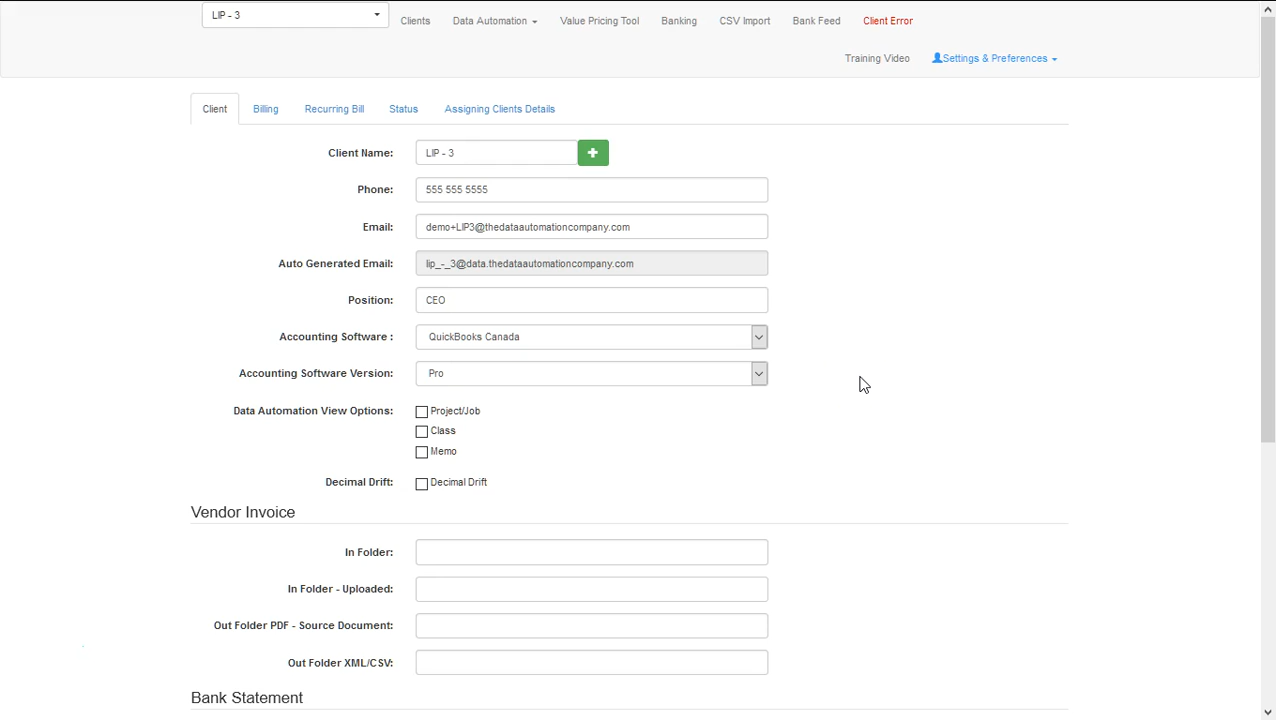 LIP - 3
Clients
Data Automation
Value Pricing Tool
Banking
CSV Import
Bank Feed
Client Error
Training Video
Settings & Preferences
Client
Billing
Recurring Bill
Status
Assigning Clients Details
Client Name:
LIP - 3
Phone:
555 555 5555
Email:
demo+LIP3@thedataautomationcompany.com
Auto Generated Email:
lip_-_3@data.thedataautomationcompany.com
Position:
CEO
Accounting Software :
QuickBooks Canada
Accounting Software Version:
Pro
Data Automation View Options:
Project/Job
Class
Memo
Decimal Drift:
Decimal Drift
Vendor Invoice
In Folder:
In Folder - Uploaded:
Out Folder PDF - Source Document:
Out Folder XML/CSV:
Bank Statement